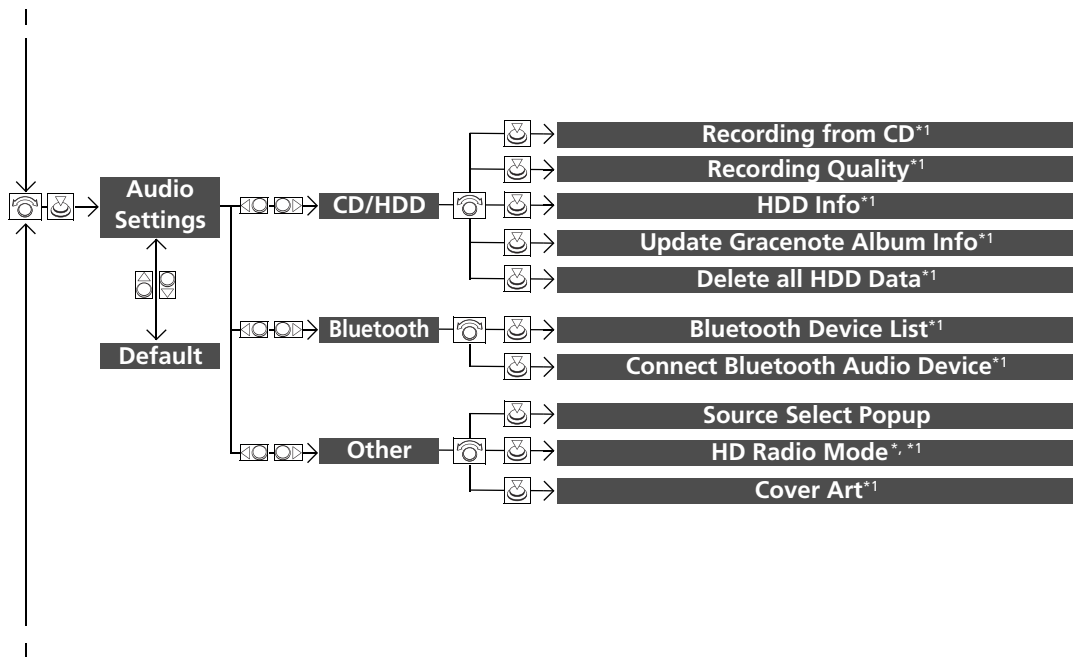 Audio
Settings
Default
CD/HDD
Recording from CD*1
Recording Quality*1
HDD Info*1
Update Gracenote Album Info*1
Delete all HDD Data*1
Bluetooth
Bluetooth Device List*1
Connect Bluetooth Audio Device*1
Other
Source Select Popup
HD Radio Mode*, *1
Cover Art*1